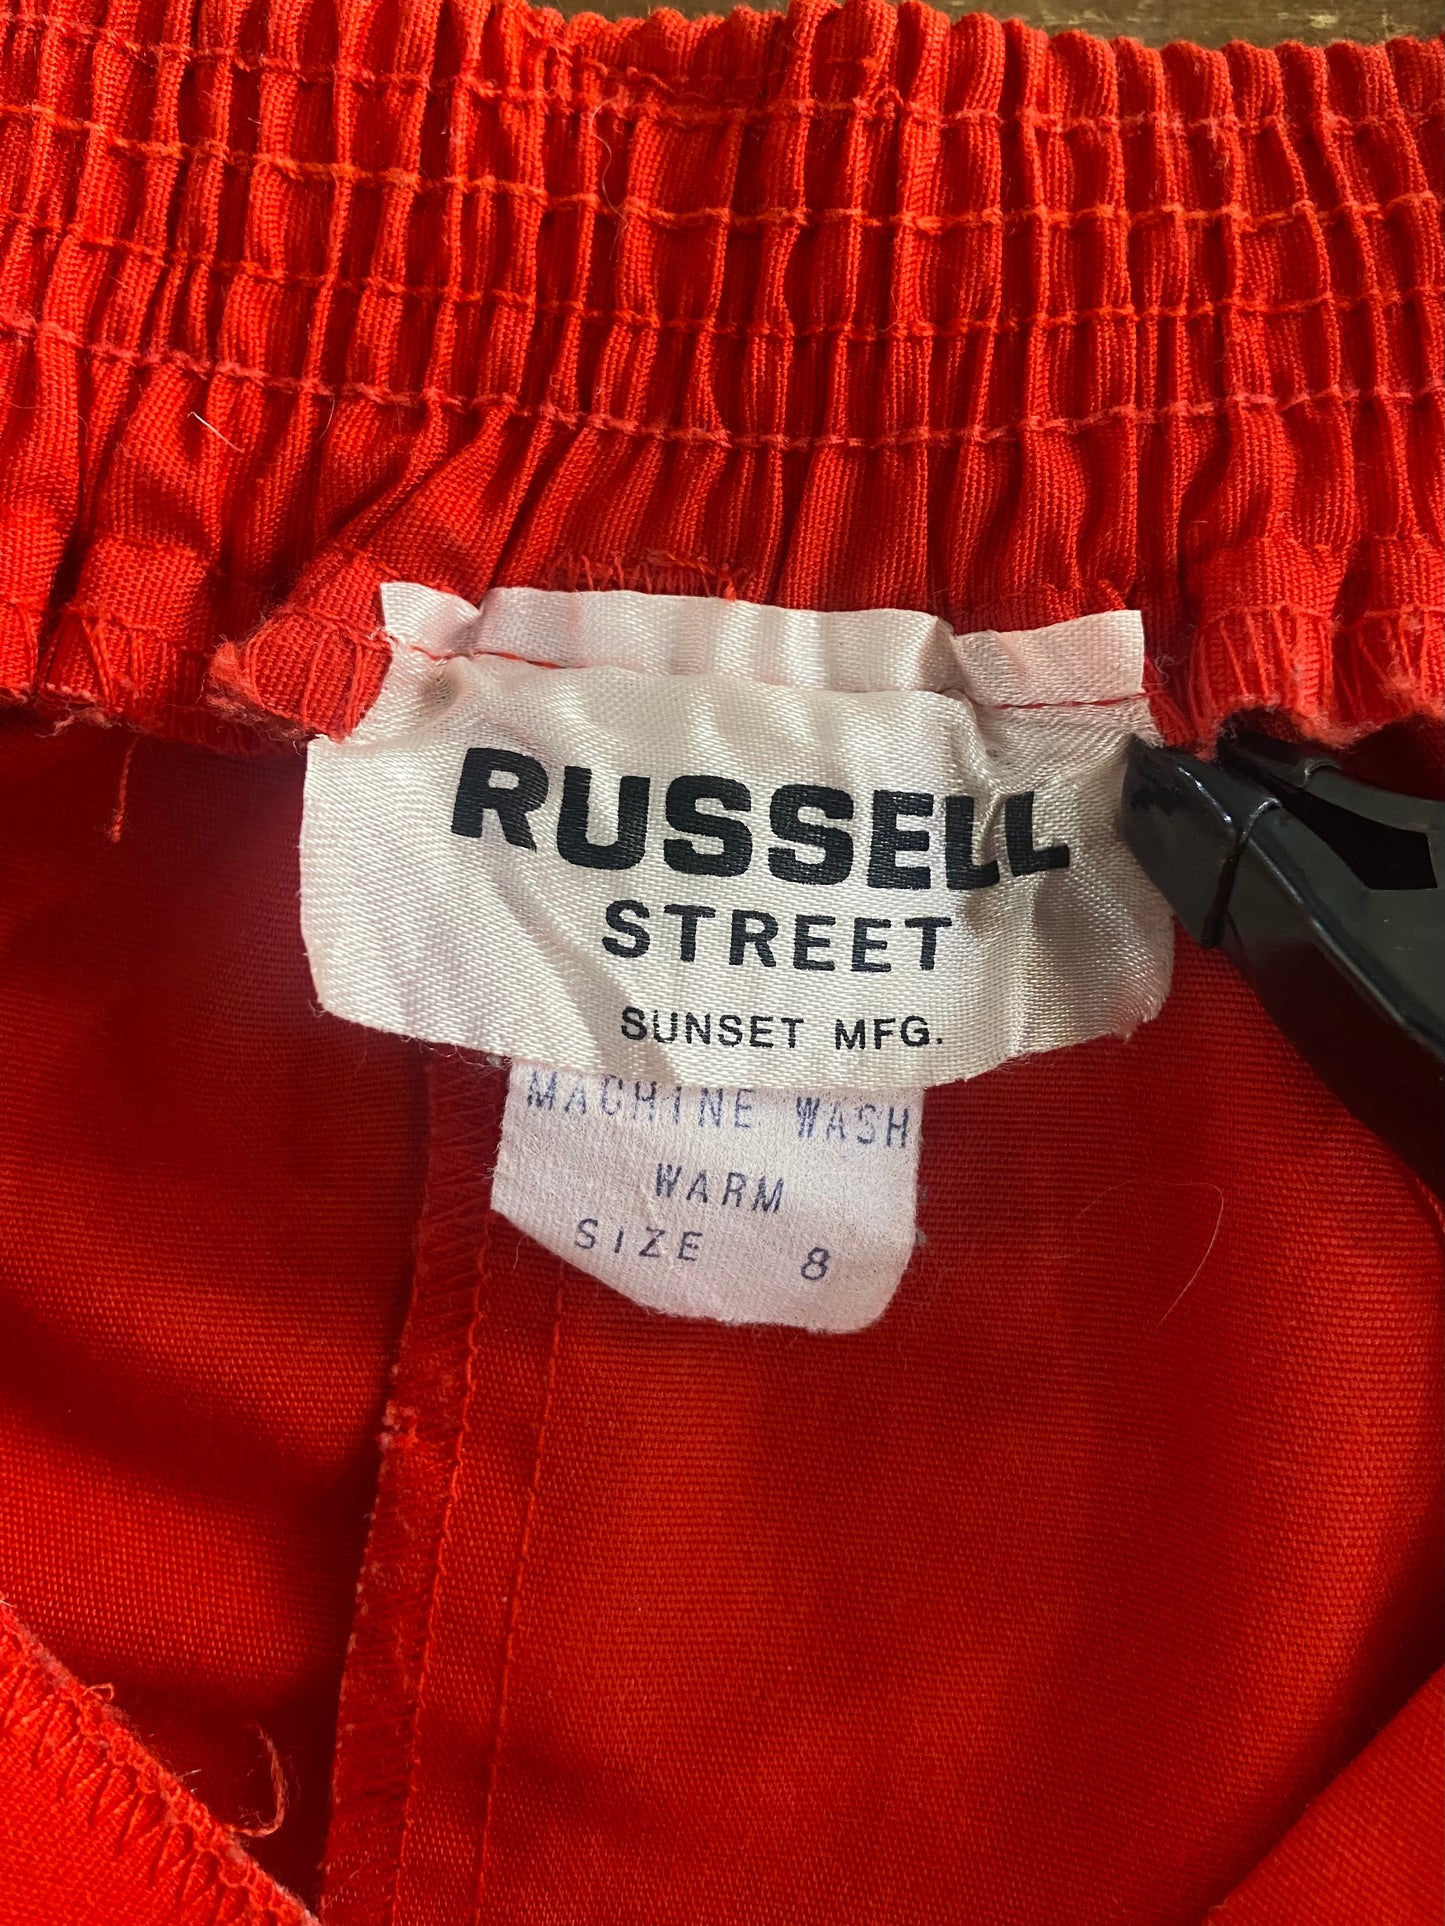 RUSSELL
STREET
SUNSET MFG.
MACHINE WASH
WARM
SIZE 8